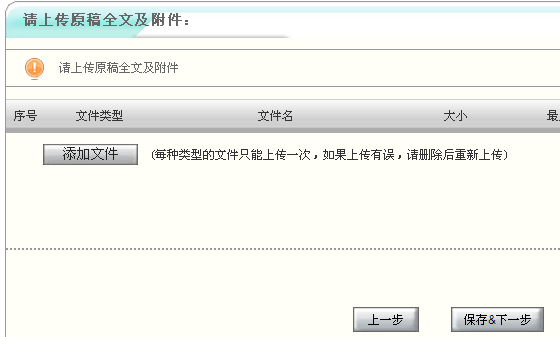 请上传原稿全文及附件：
请上传原稿全文及附件
序号 文件类型 文件名 大小
添加文件 (每种类型的文件只能上传一次，如果上传有误，请删除后重新上传)
上一步 保存&下一步